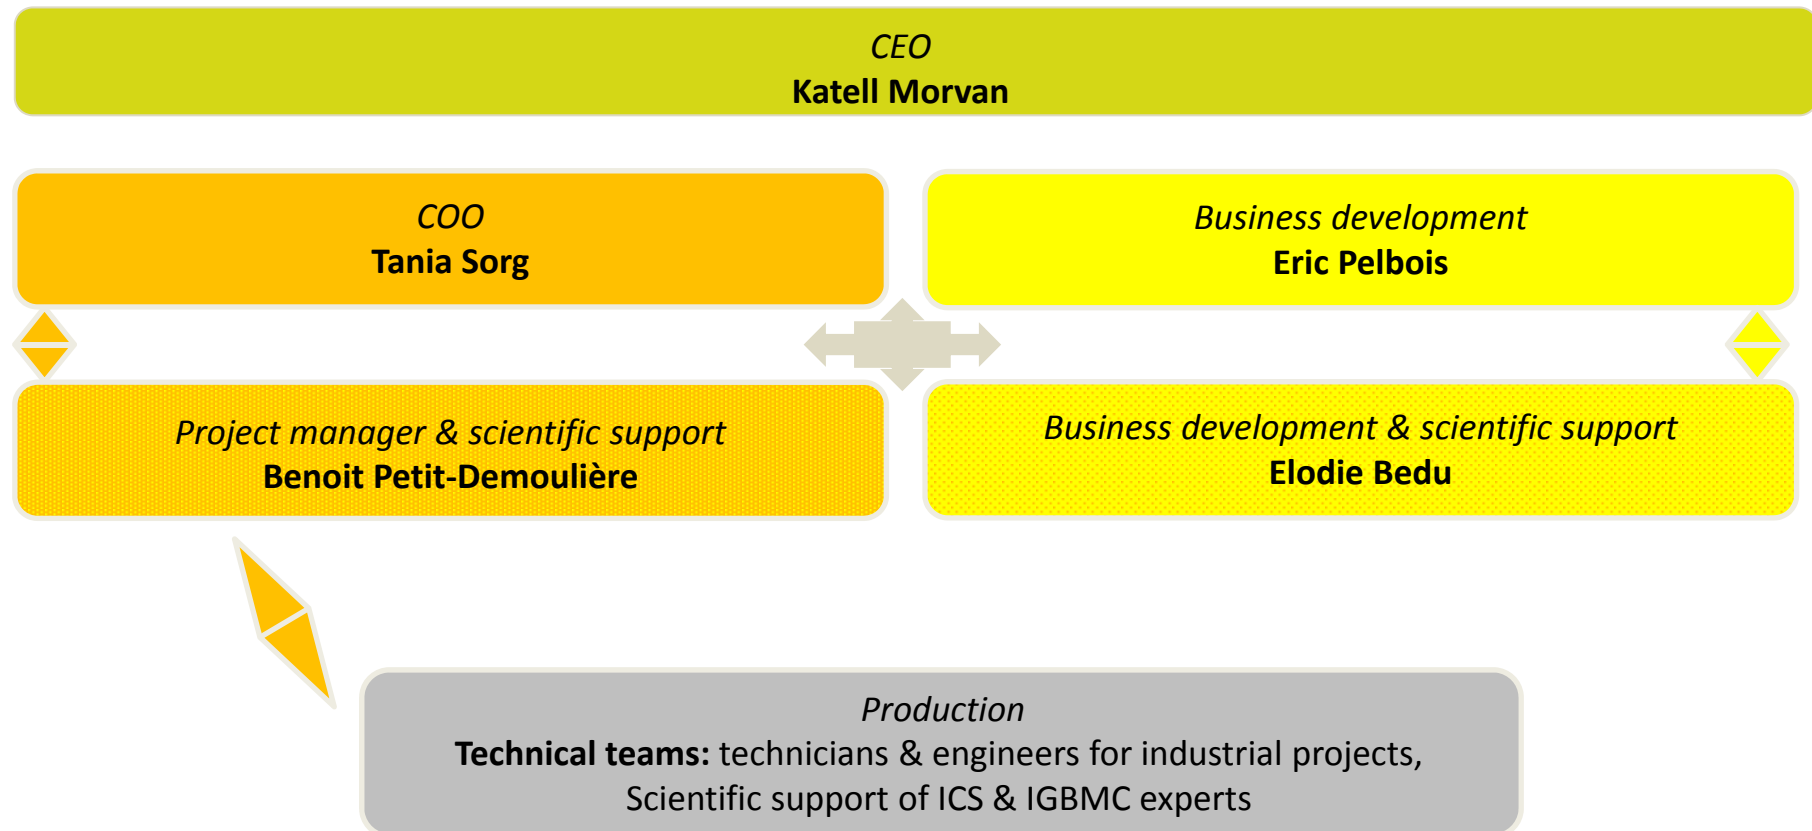 CEO
Katell Morvan
COO
Tania Sorg
Business development
Eric Pelbois
Project manager & scientific support
Benoit Petit-Demoulière
Business development & scientific support
Elodie Bedu
Production
Technical teams: technicians & engineers for industrial projects,
Scientific support of ICS & IGBMC experts